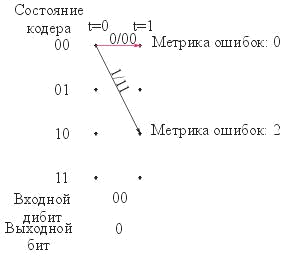 Состояние
кодера
t=0 t=1
00 0/00 Метрика ошибок: 0
1/11
01
10 Метрика ошибок: 2
11
Входной 00
дибит
Выходной 0
бит